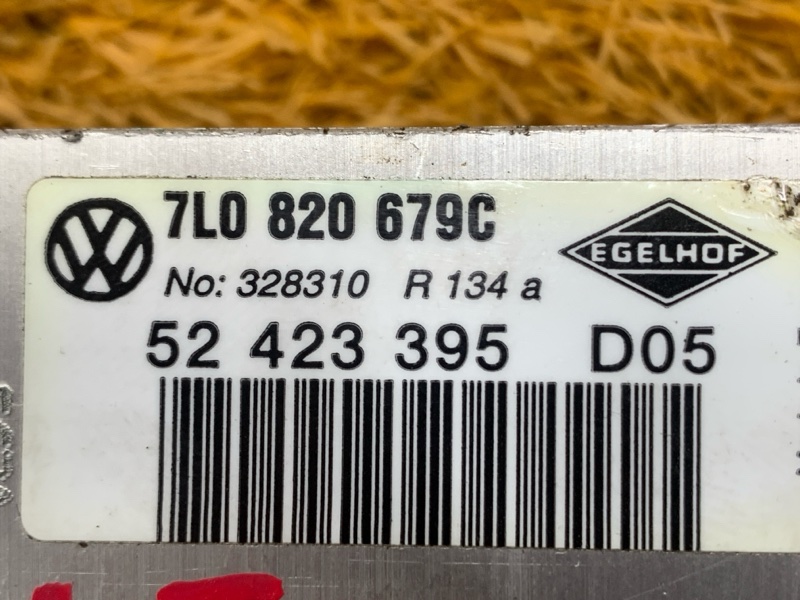 7L0 820 679C
No: 328310 R 134 a
EGELHOF
52 423 395 D05